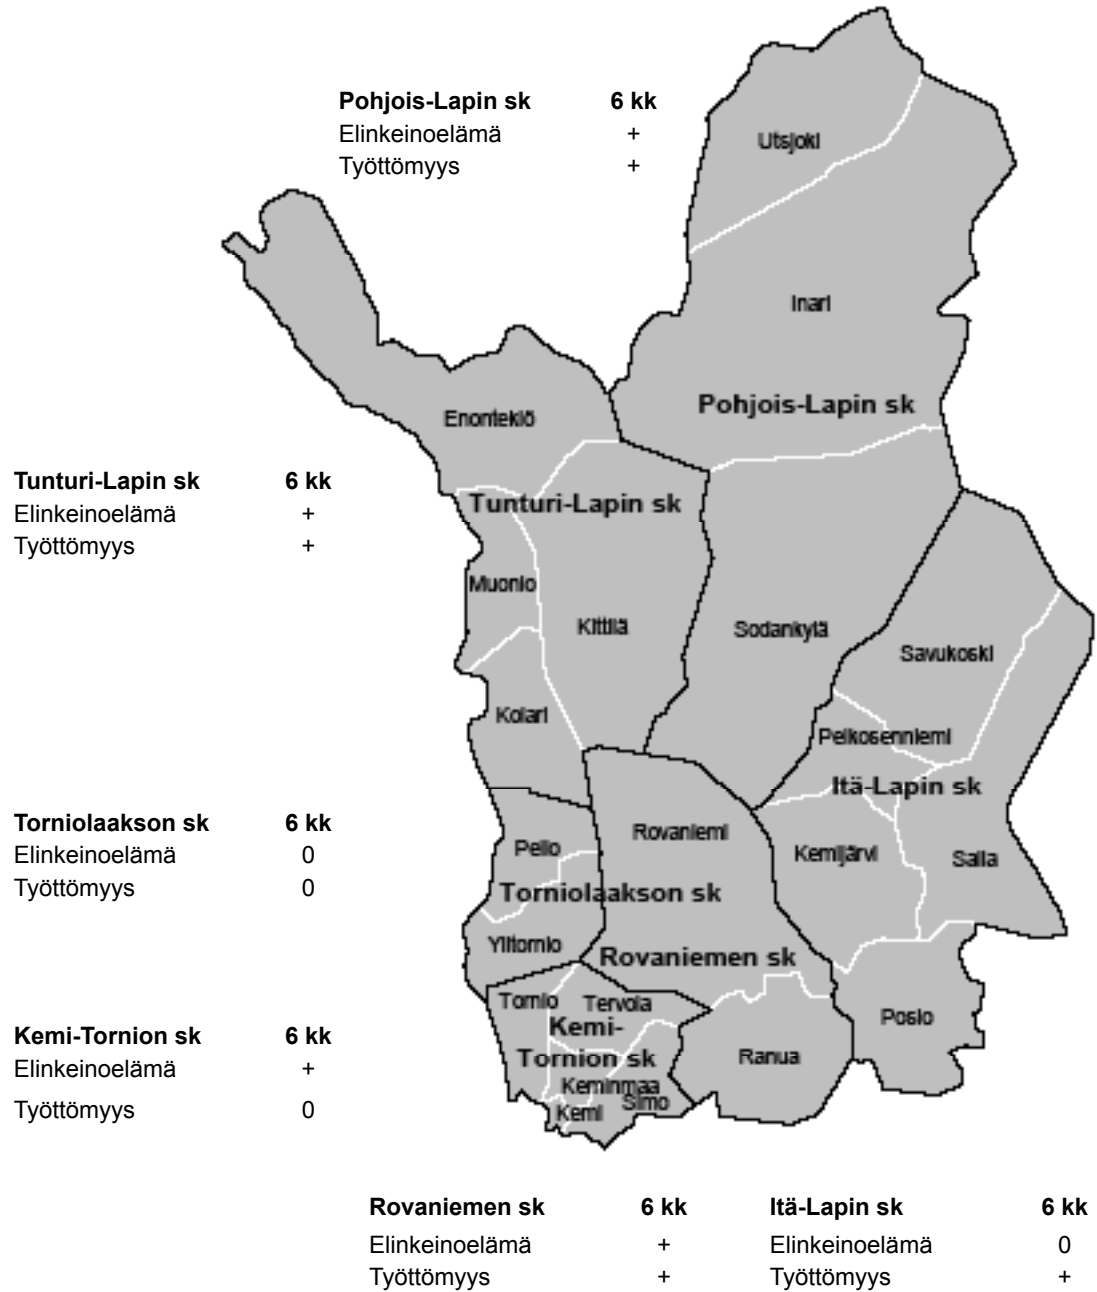 Pohjois-Lapin sk 6 kk
Elinkeinoelämä +
Työttömyys +
Utsjoki
Inari
Pohjois-Lapin sk
Enontekiö
Tunturi-Lapin sk 6 kk
Elinkeinoelämä +
Työttömyys +
Tunturi-Lapin sk
Muonio
Kittilä
Sodankylä
Savukoski
Kolari
Pelkosenniemi
Itä-Lapin sk
Torniolaakson sk 6 kk
Elinkeinoelämä 0
Työttömyys 0
Pello
Rovaniemi
Kemijärvi
Salla
Torniolaakson sk
Ylitornio
Rovaniemen sk
Kemi-Tornion sk 6 kk
Elinkeinoelämä +
Työttömyys 0
Tornio
Tervola
Kemi-
Tornion sk
Posio
Ranua
Keminmaa
Simo
Kemi
Rovaniemen sk 6 kk
Elinkeinoelämä +
Työttömyys +
Itä-Lapin sk 6 kk
Elinkeinoelämä 0
Työttömyys +